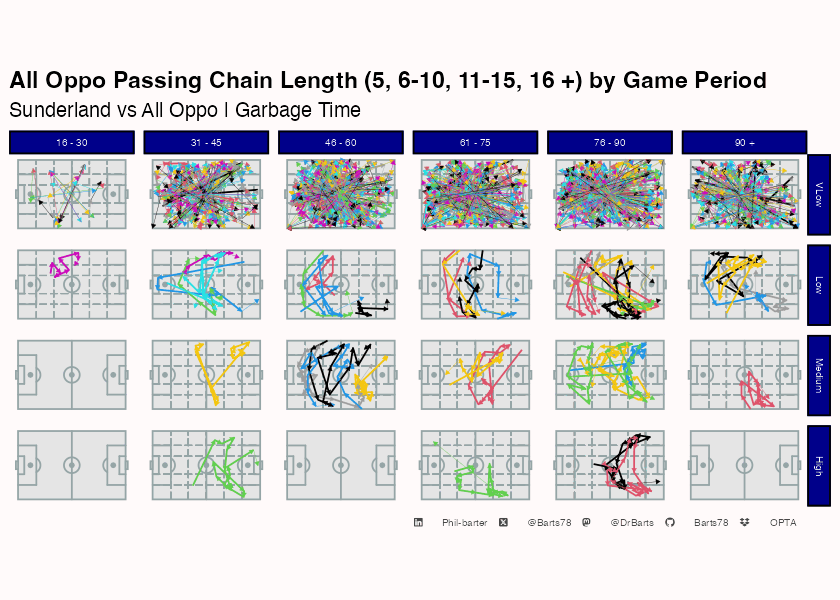 All Oppo Passing Chain Length (5, 6-10, 11-15, 16 +) by Game Period
Sunderland vs All Oppo I Garbage Time
16 - 30 31 - 45 46 - 60 61 - 75 76 - 90 90 +
VLow
Low
Medium
High
Phil-barter @Barts78 @DrBarts Barts78 OPTA